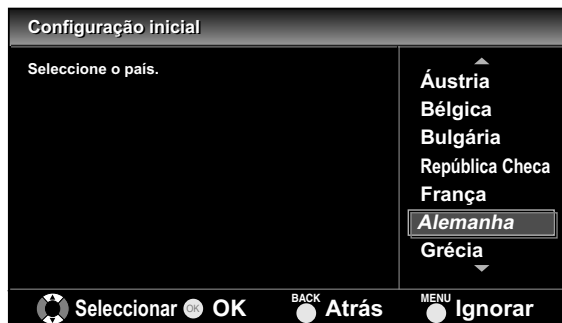 Configuração inicial
Seleccione o país.
Áustria
Bélgica
Bulgária
República Checa
França
Alemanha
Grécia
Seleccionar OK OK BACK Atrás MENU Ignorar